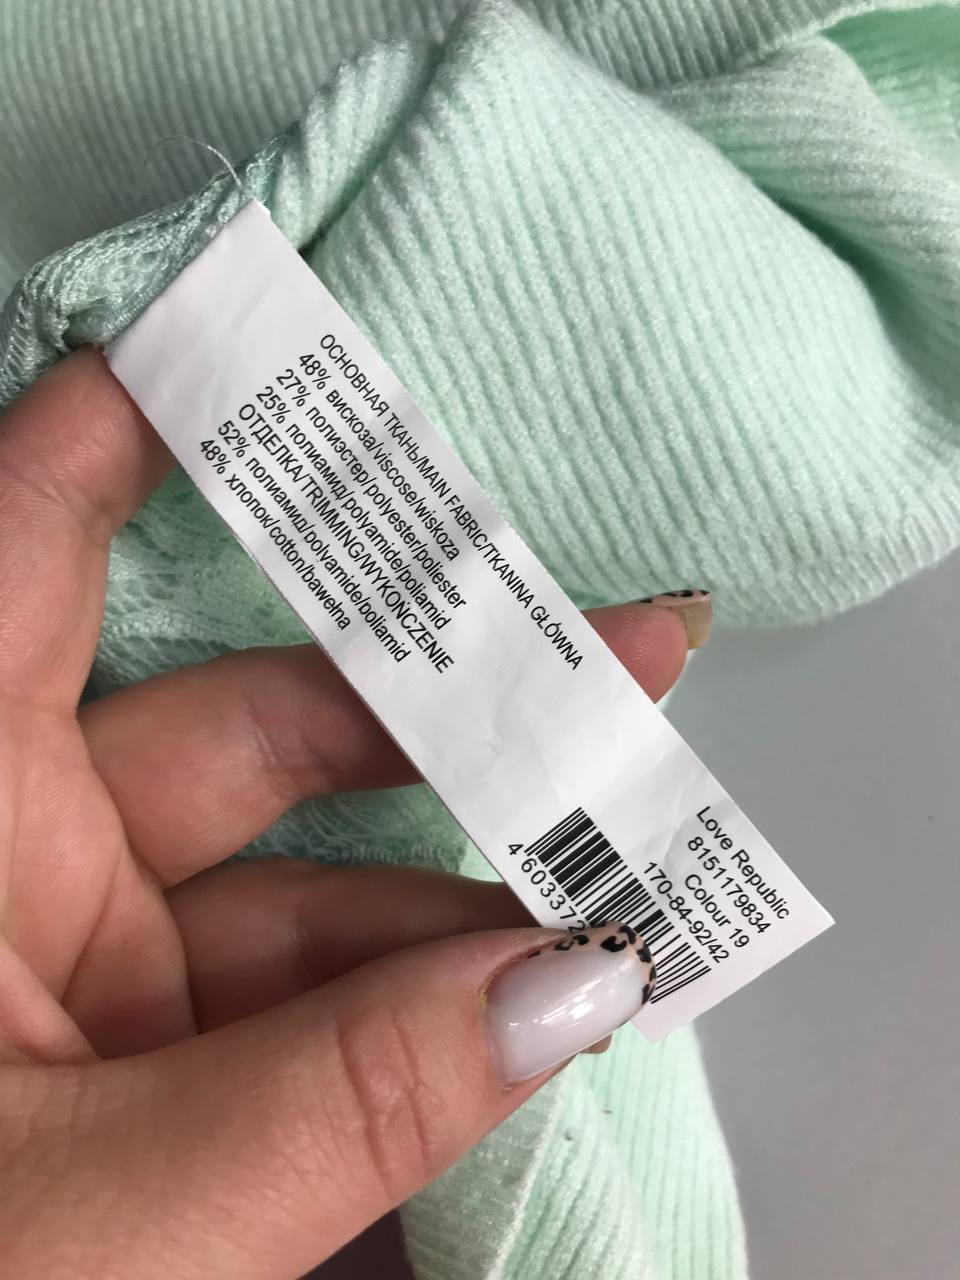 ОСНОВНАЯ ТКАНЬ/MAIN FABRIC/TKANINA GŁÓWNA
48% вискоза/viscose/wiskoza
27% полиэстер/polyester/poliester
25% полиамид/polyamide/poliamid
ОТДЕЛКА/TRIMMING/WYKOŃCZENIE
52% полиамид/polyamide/poliamid
48% хлопок/cotton/bawełna
Love Republic
8151179834
Colour 19
170-84-92/42
4 603372